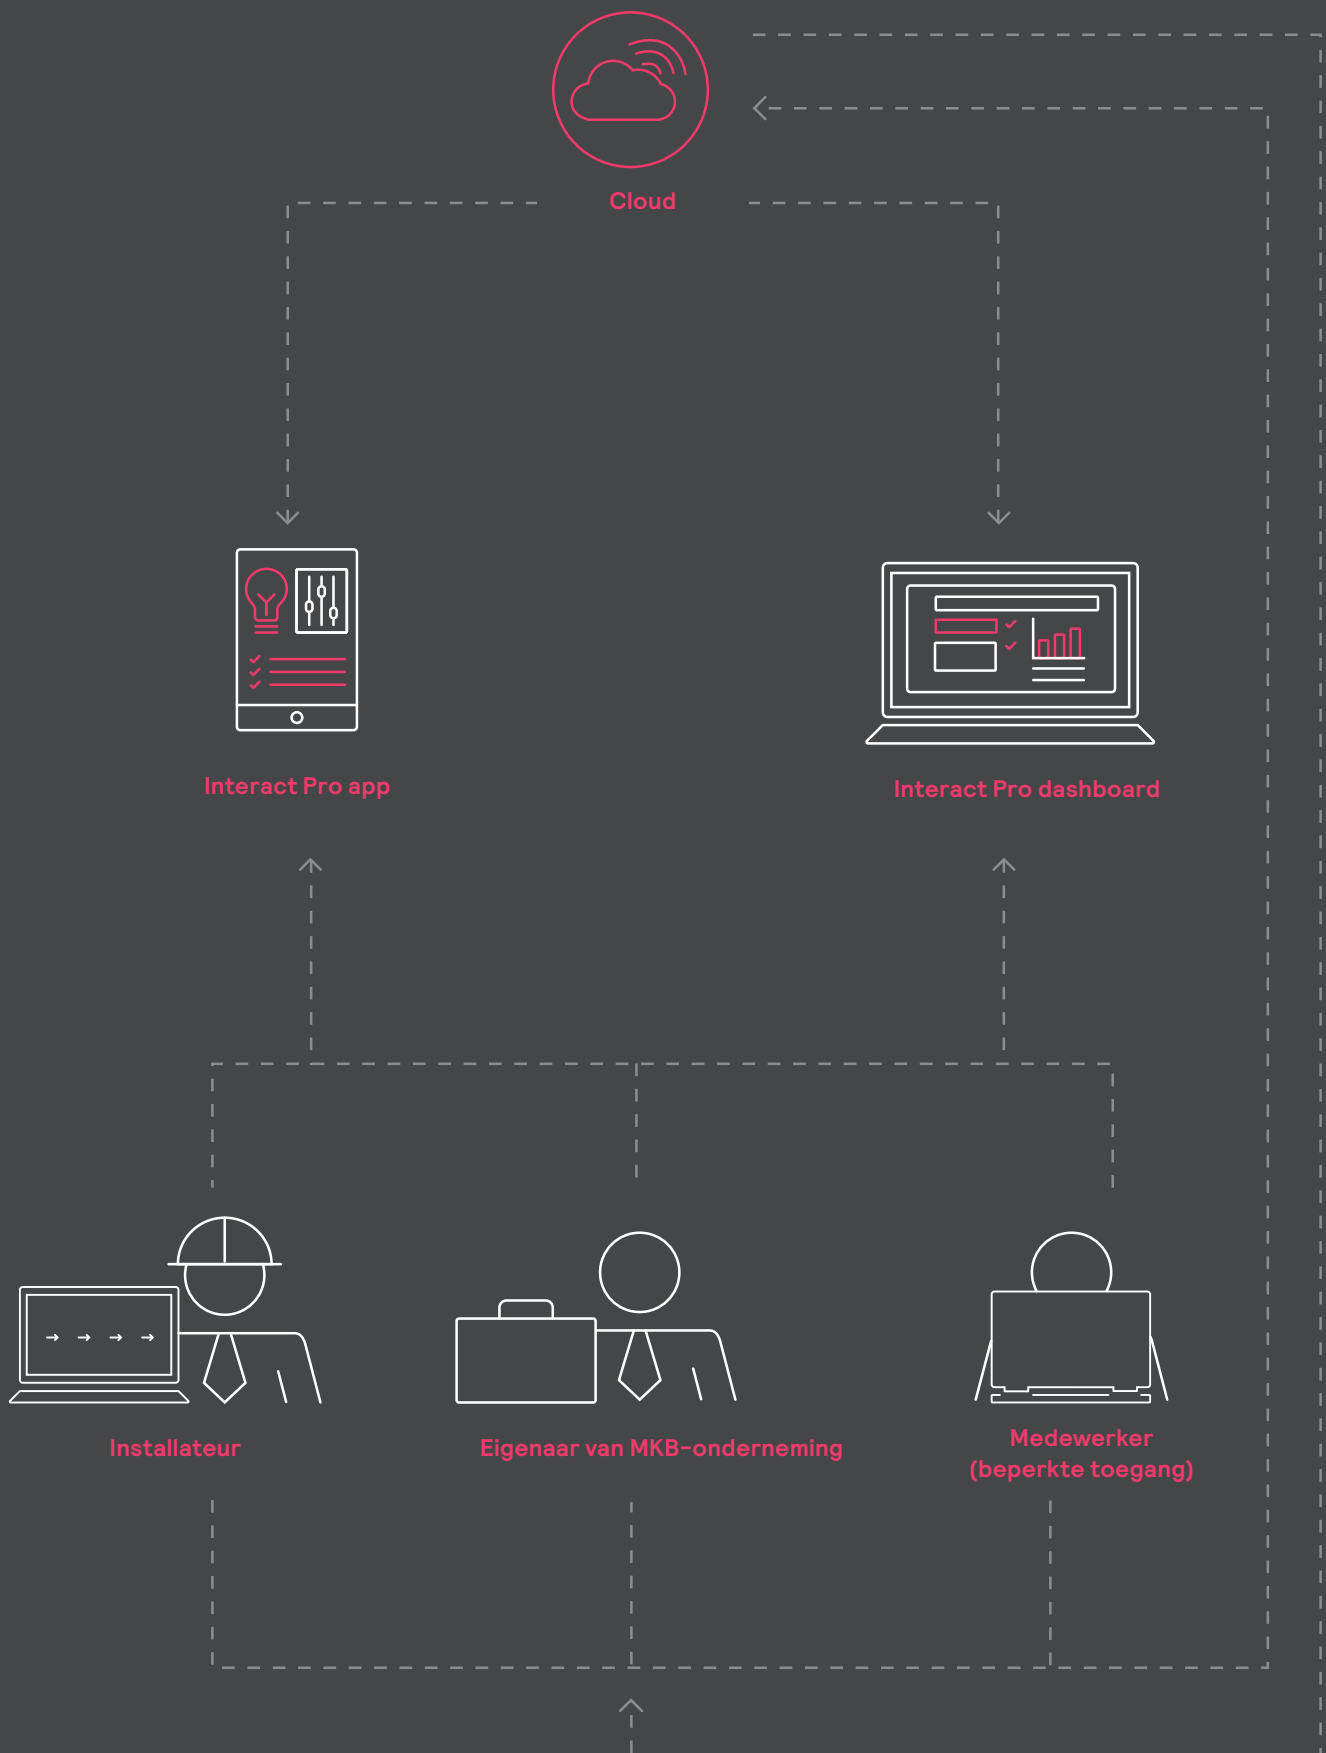 Cloud
Interact Pro app
Interact Pro dashboard
Installateur
Eigenaar van MKB-onderneming
Medewerker
(beperkte toegang)